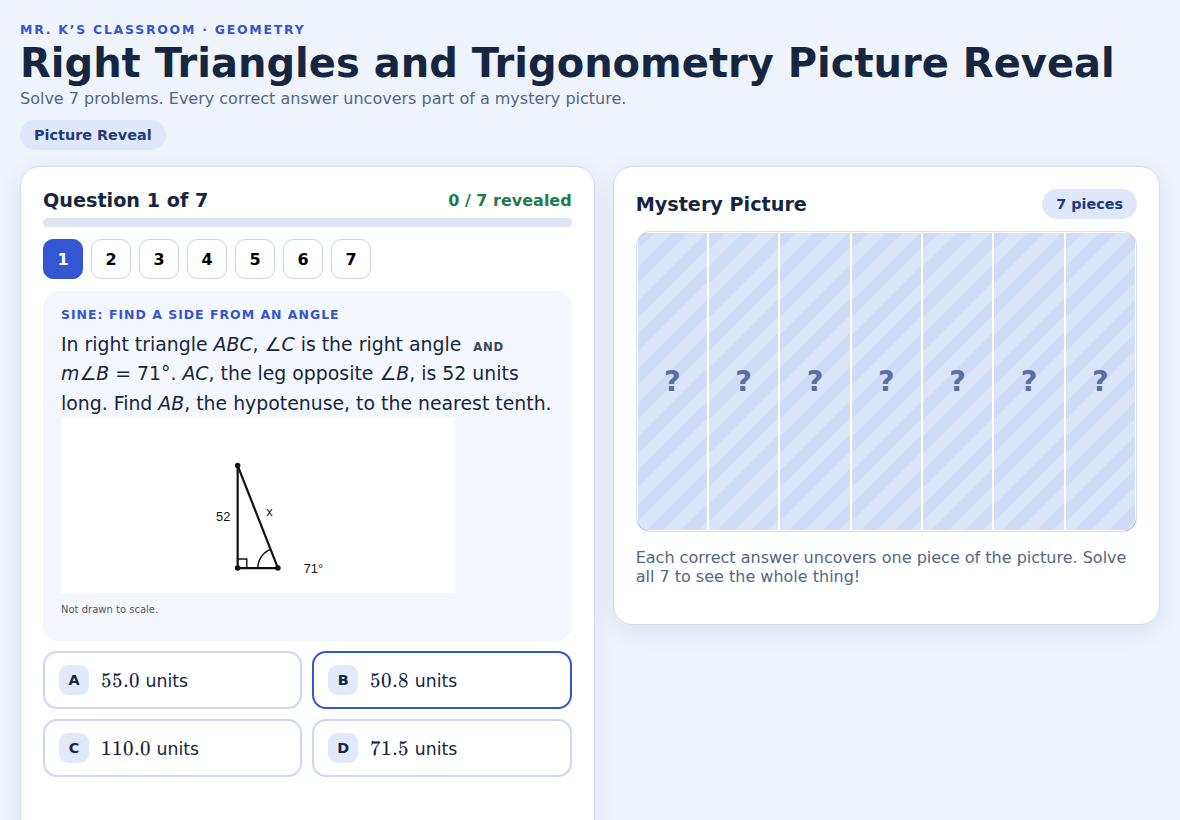 MR. K’S CLASSROOM · GEOMETRY
Right Triangles and Trigonometry Picture Reveal
Solve 7 problems. Every correct answer uncovers part of a mystery picture.
Picture Reveal
Question 1 of 7
0 / 7 revealed
1 2 3 4 5 6 7
SINE: FIND A SIDE FROM AN ANGLE
In right triangle ABC, ∠C is the right angle AND
m∠B = 71°. AC, the leg opposite ∠B, is 52 units
long. Find AB, the hypotenuse, to the nearest tenth.
52
x
71°
Not drawn to scale.
A 55.0 units
B 50.8 units
C 110.0 units
D 71.5 units
Mystery Picture
7 pieces
? ? ? ? ? ? ?
Each correct answer uncovers one piece of the picture. Solve
all 7 to see the whole thing!